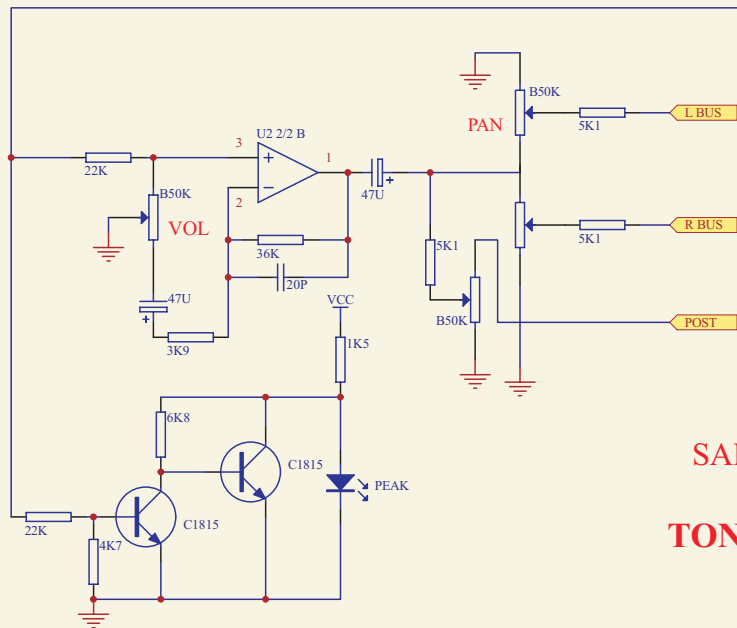 U2 2/2 B
B50K
PAN
L BUS
5K1
3
1
22K
47U
B50K
2
VOL
R BUS
5K1
36K
5K1
20P
47U
VCC
B50K
POST
3K9
1K5
6K8
C1815
PEAK
22K
C1815
4K7